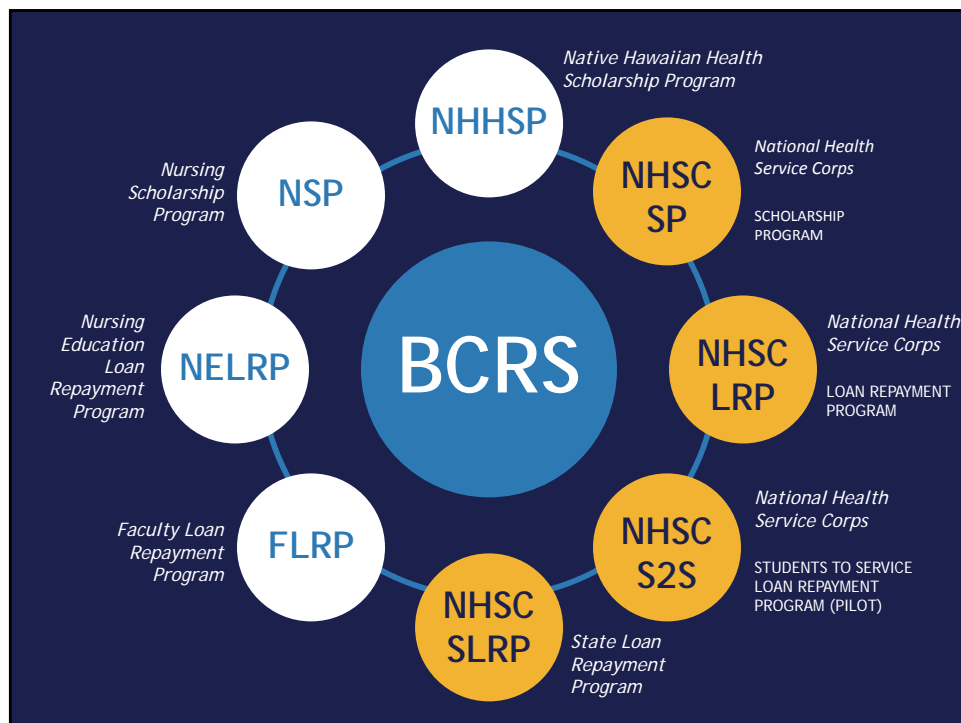 NHHSP
Native Hawaiian Health
Scholarship Program
NHSC
SP
National Health
Service Corps
SCHOLARSHIP
PROGRAM
NHSC
LRP
National Health
Service Corps
LOAN REPAYMENT
PROGRAM
NHSC
S2S
National Health
Service Corps
STUDENTS TO SERVICE
LOAN REPAYMENT
PROGRAM (PILOT)
NHSC
SLRP
State Loan
Repayment
Program
FLRP
Faculty Loan
Repayment
Program
NELRP
Nursing
Education
Loan
Repayment
Program
NSP
Nursing
Scholarship
Program
BCRS